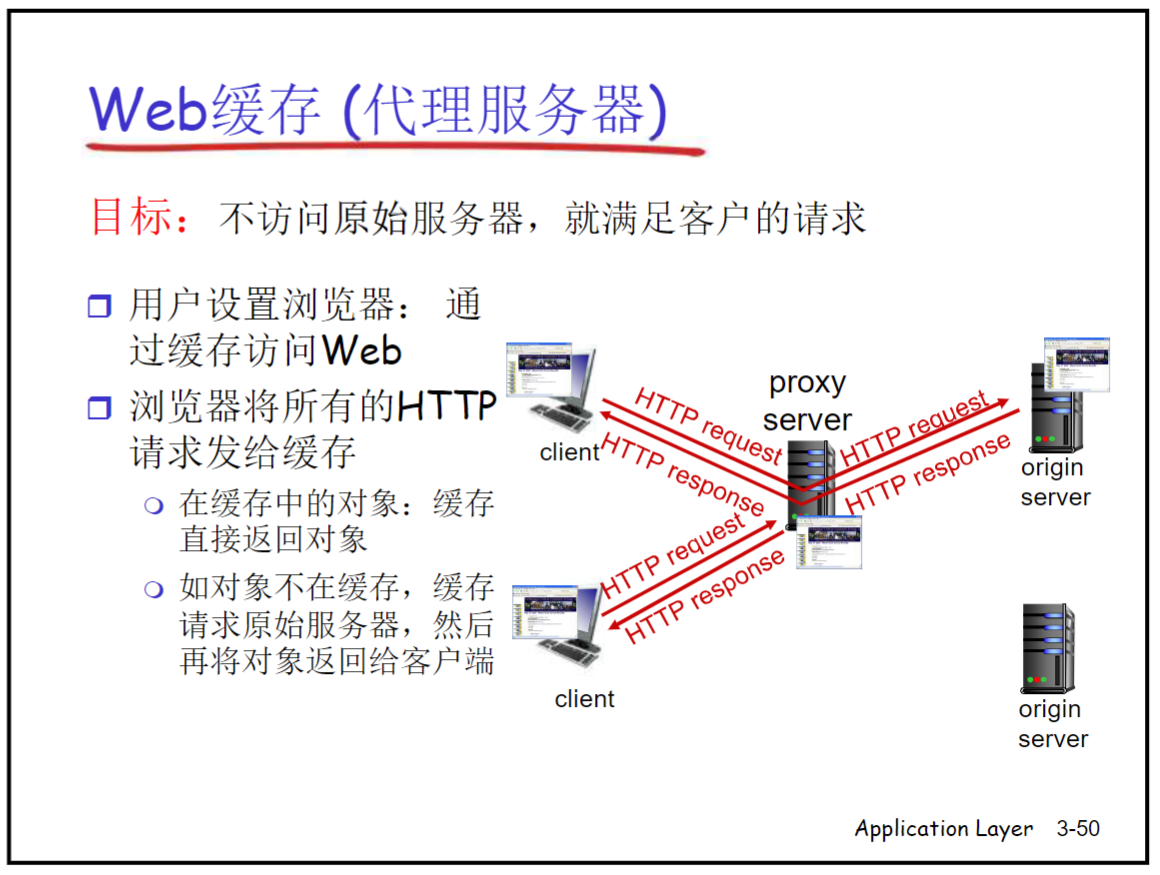 Web缓存 (代理服务器)
目标： 不访问原始服务器，就满足客户的请求
用户设置浏览器： 通
过缓存访问Web
浏览器将所有的HTTP
请求发给缓存
在缓存中的对象：缓存
直接返回对象
如对象不在缓存，缓存
请求原始服务器，然后
再将对象返回给客户端
client
HTTP request
HTTP response
proxy
server
HTTP request
HTTP response
origin
server
HTTP request
HTTP response
client
origin
server
Application Layer 3-50